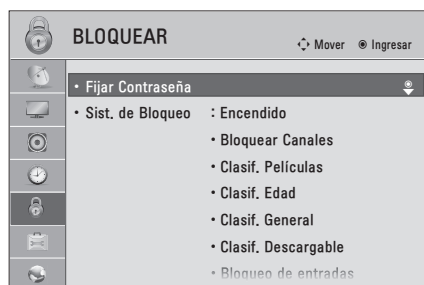 BLOQUEAR
Mover Ingresar
• Fijar Contraseña
• Sist. de Bloqueo : Encendido
• Bloquear Canales
• Clasif. Películas
• Clasif. Edad
• Clasif. General
• Clasif. Descargable
• Bloqueo de entradas